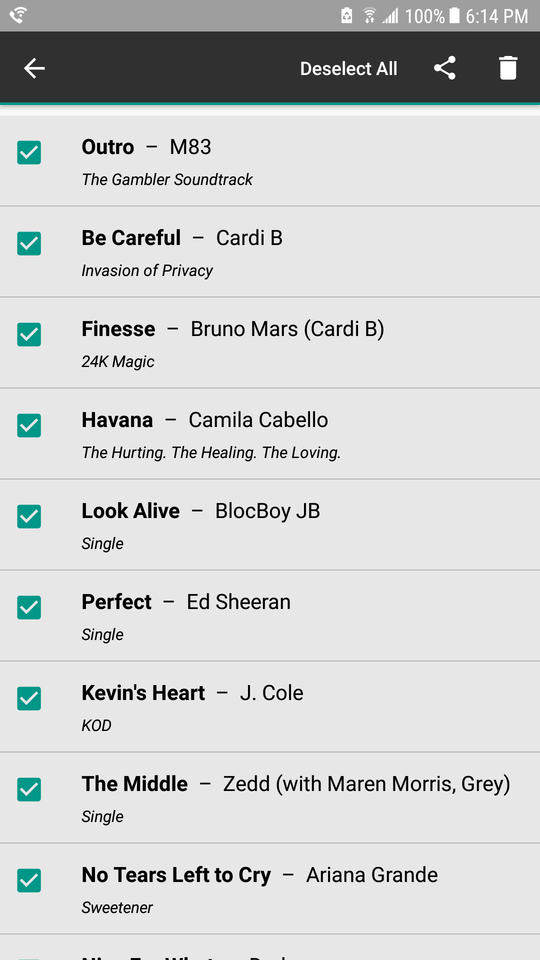 100% 6:14 PM
Deselect All
Outro – M83
The Gambler Soundtrack
Be Careful – Cardi B
Invasion of Privacy
Finesse – Bruno Mars (Cardi B)
24K Magic
Havana – Camila Cabello
The Hurting. The Healing. The Loving.
Look Alive – BlocBoy JB
Single
Perfect – Ed Sheeran
Single
Kevin's Heart – J. Cole
KOD
The Middle – Zedd (with Maren Morris, Grey)
Single
No Tears Left to Cry – Ariana Grande
Sweetener